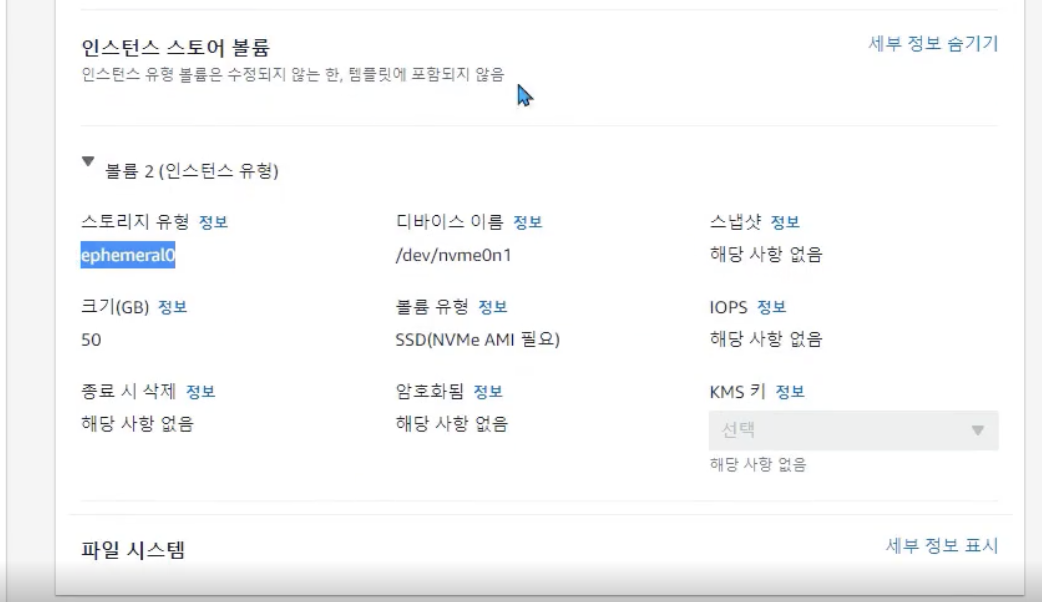 인스턴스 스토어 볼륨
세부 정보 숨기기
인스턴스 유형 볼륨은 수정되지 않는 한, 템플릿에 포함되지 않음
볼륨 2 (인스턴스 유형)
스토리지 유형 정보
디바이스 이름 정보
스냅샷 정보
ephemeral0
/dev/nvme0n1
해당 사항 없음
크기(GB) 정보
볼륨 유형 정보
IOPS 정보
50
SSD(NVMe AMI 필요)
해당 사항 없음
종료 시 삭제 정보
암호화됨 정보
KMS 키 정보
해당 사항 없음
해당 사항 없음
선택
해당 사항 없음
파일 시스템
세부 정보 표시